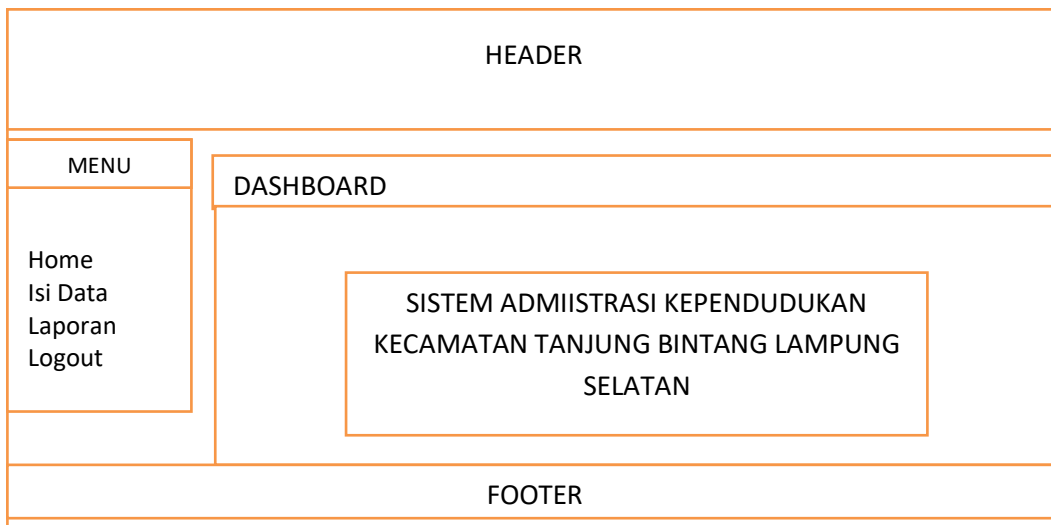 HEADER
MENU
Home
Isi Data
Laporan
Logout
DASHBOARD
SISTEM ADMIISTRASI KEPENDUDUKAN
KECAMATAN TANJUNG BINTANG LAMPUNG
SELATAN
FOOTER